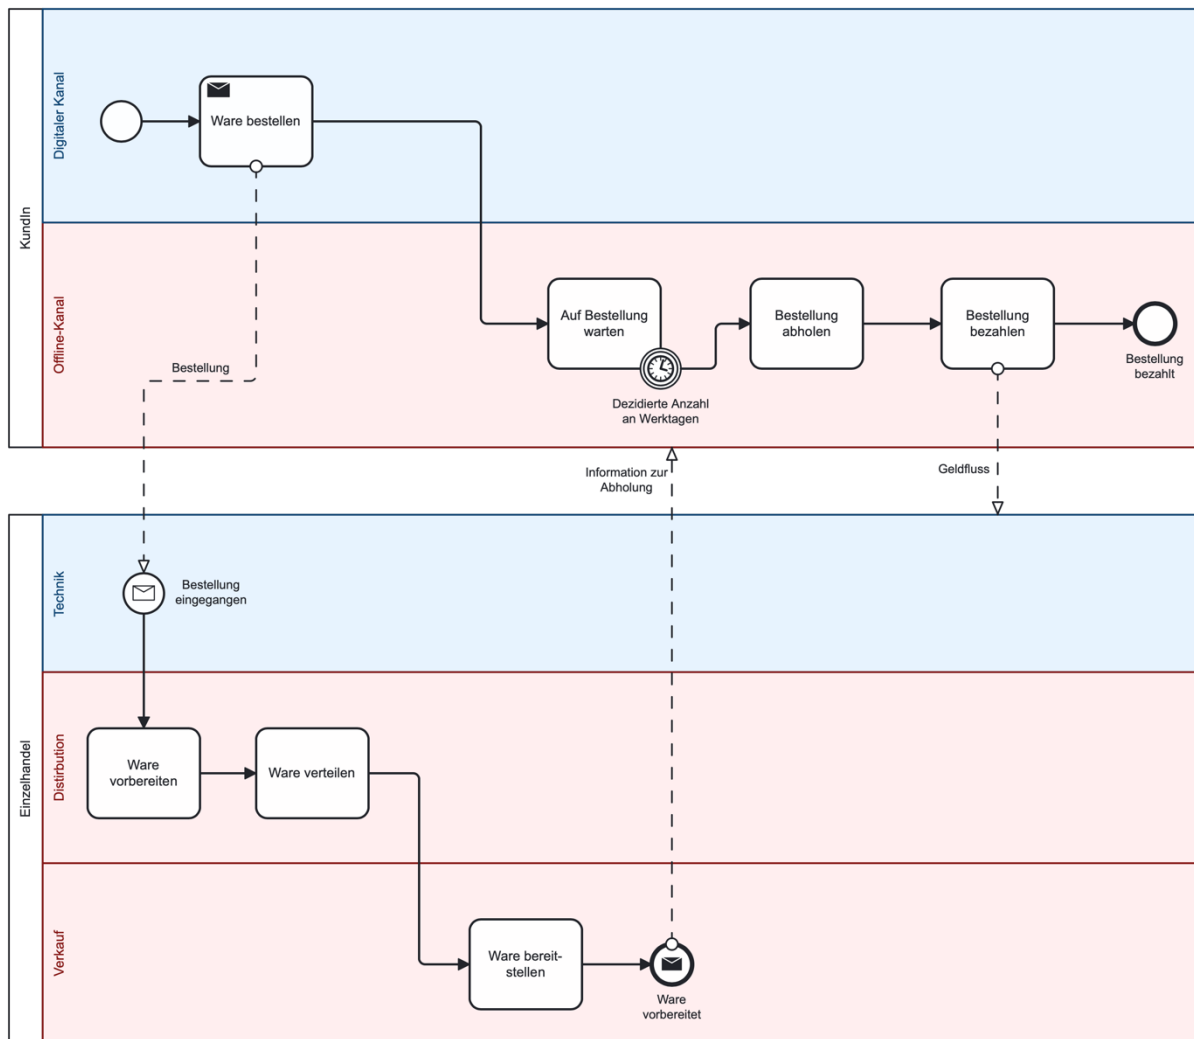 KundIn
Digitaler Kanal
Ware bestellen
Offline-Kanal
Auf Bestellung
warten
Dezidierte Anzahl
an Werktagen
Bestellung
abholen
Bestellung
bezahlen
Bestellung
bezahlt
Bestellung
Information zur
Abholung
Geldfluss
Einzelhandel
Technik
Bestellung
eingegangen
Distirbution
Ware
vorbereiten
Ware verteilen
Verkauf
Ware bereit-
stellen
Ware
vorbereitet